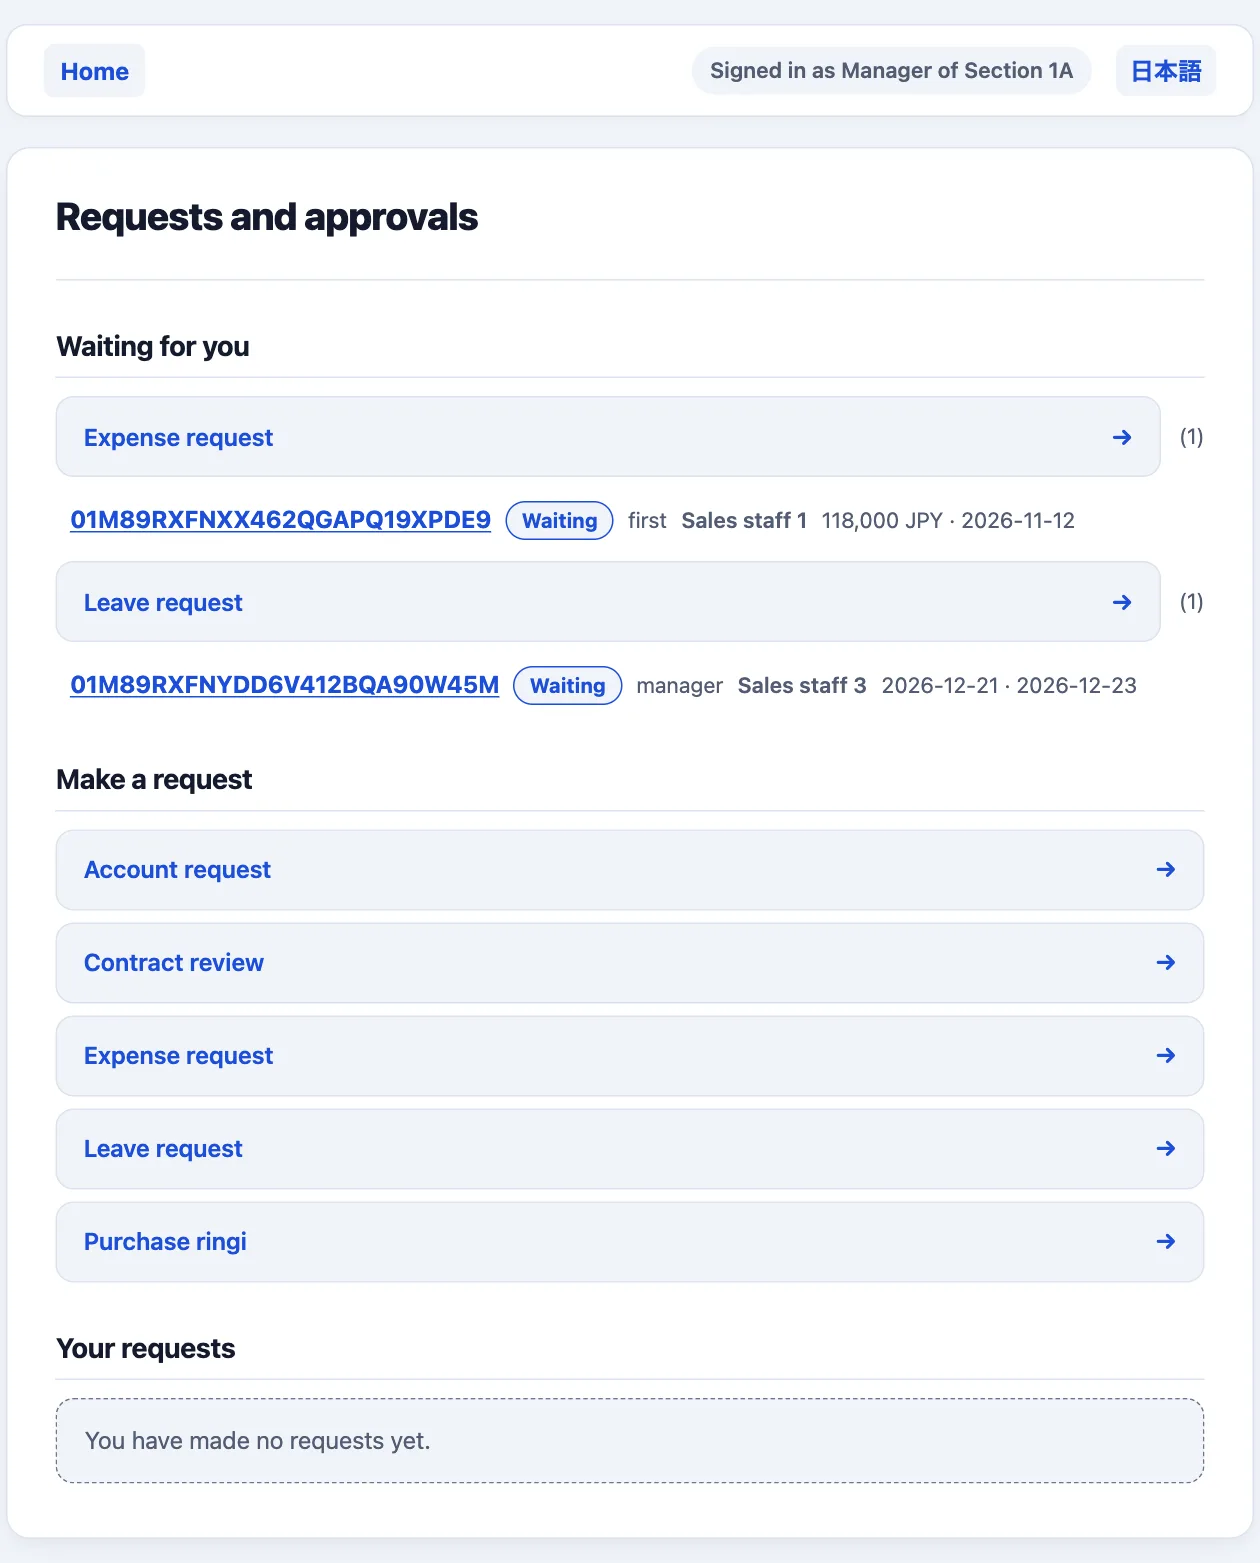 Home
Signed in as Manager of Section 1A
日本語
Requests and approvals
Waiting for you
Expense request → (1)
01M89RXFNXX462QGAPQ19XPDE9 Waiting first Sales staff 1 118,000 JPY · 2026-11-12
Leave request → (1)
01M89RXFNYDD6V412BQA90W45M Waiting manager Sales staff 3 2026-12-21 · 2026-12-23
Make a request
Account request →
Contract review →
Expense request →
Leave request →
Purchase ringi →
Your requests
You have made no requests yet.